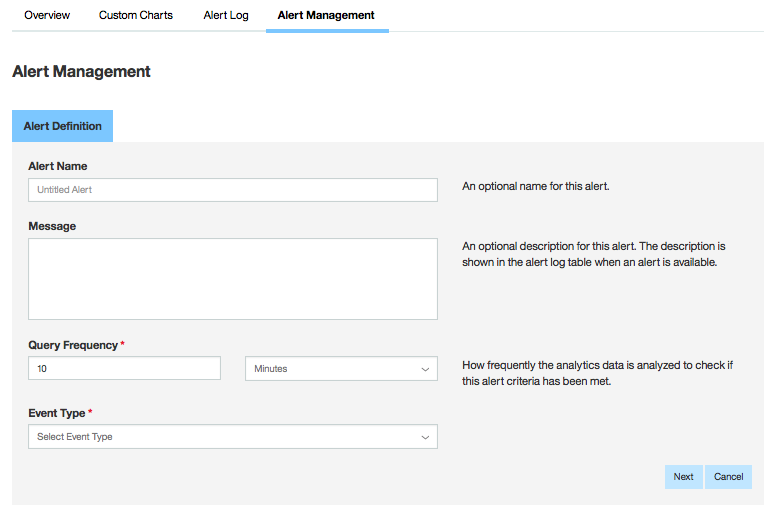 Overview Custom Charts Alert Log Alert Management
Alert Management
Alert Definition
Alert Name
Untitled Alert
An optional name for this alert.
Message
An optional description for this alert. The description is
shown in the alert log table when an alert is available.
Query Frequency *
10 Minutes
How frequently the analytics data is analyzed to check if
this alert criteria has been met.
Event Type *
Select Event Type
Next Cancel